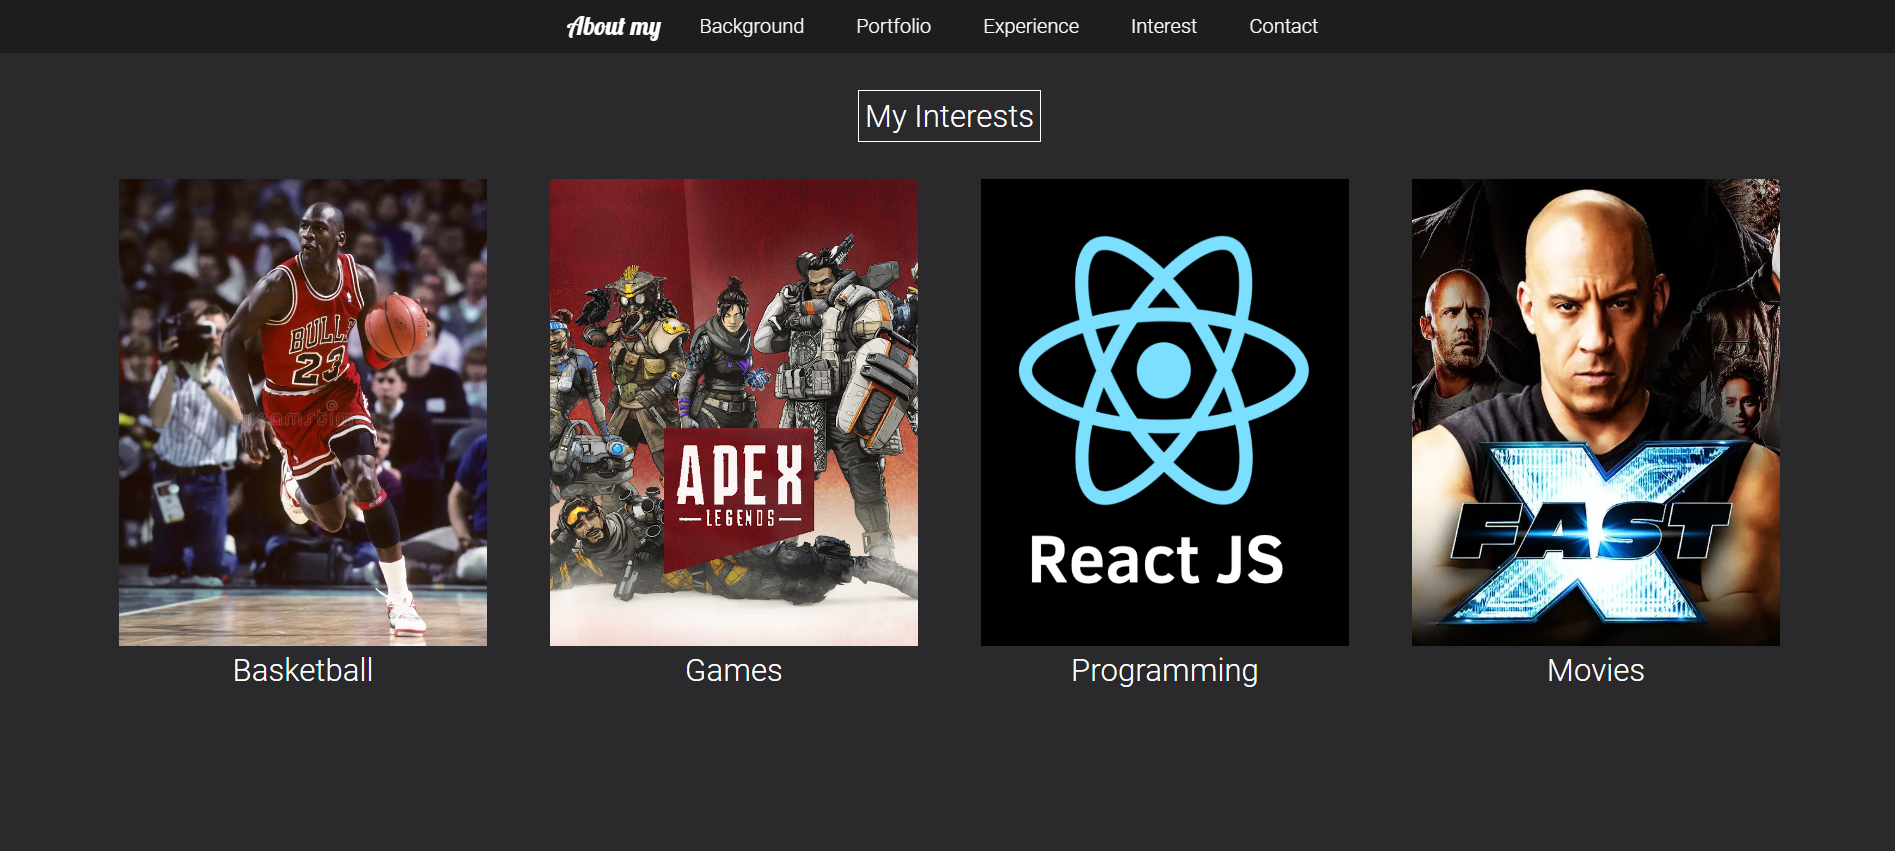 About my Background Portfolio Experience Interest Contact
My Interests
BULLS
23
dreamstime
APEX
LEGENDS
React JS
FAST X
Basketball Games Programming Movies